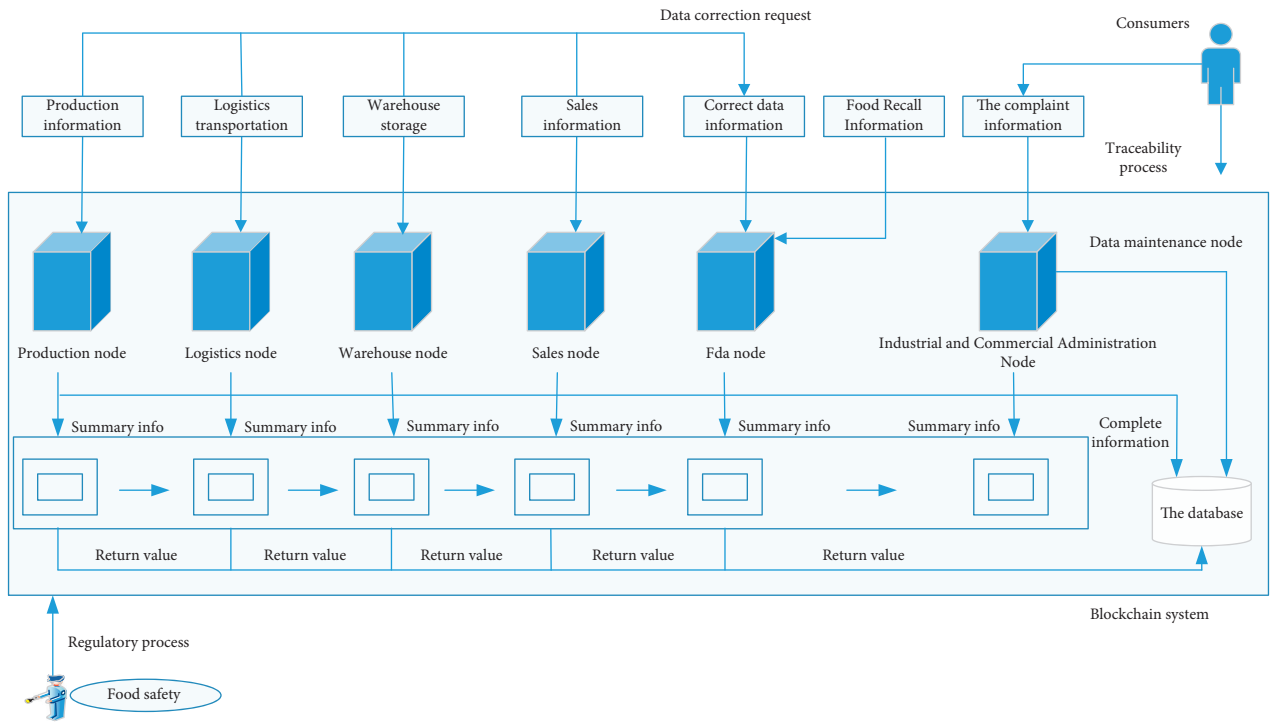 Data correction request
Consumers
Production
information
Logistics
transportation
Warehouse
storage
Sales
information
Correct data
information
Food Recall
Information
The complaint
information
Traceability
process
Data maintenance node
Production node
Logistics node
Warehouse node
Sales node
Fda node
Industrial and Commercial Administration
Node
Summary info
Summary info
Summary info
Summary info
Summary info
Summary info
Complete
information
The database
Return value
Return value
Return value
Return value
Return value
Blockchain system
Regulatory process
Food safety